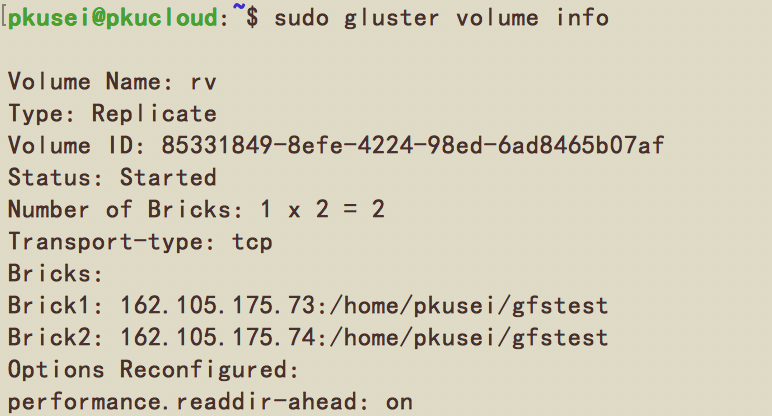 [pkusei@pkucloud:~$ sudo gluster volume info
Volume Name: rv
Type: Replicate
Volume ID: 85331849-8efe-4224-98ed-6ad8465b07af
Status: Started
Number of Bricks: 1 x 2 = 2
Transport-type: tcp
Bricks:
Brick1: 162.105.175.73:/home/pkusei/gfstest
Brick2: 162.105.175.74:/home/pkusei/gfstest
Options Reconfigured:
performance.readdir-ahead: on